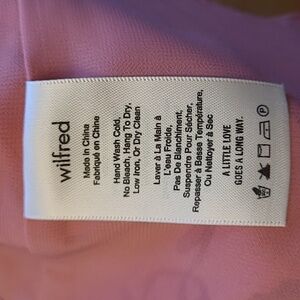 wilfred
Made In China
Fabriqué en Chine
Hand Wash Cold,
No Bleach, Hang To Dry,
Low Iron, Or Dry Clean
Laver À La Main à
L'eau Froide,
Pas De Blanchiment,
Suspendre Pour Sécher,
Repasser à Basse Température,
Ou Nettoyer à Sec
A LITTLE LOVE
GOES A LONG WAY.
P